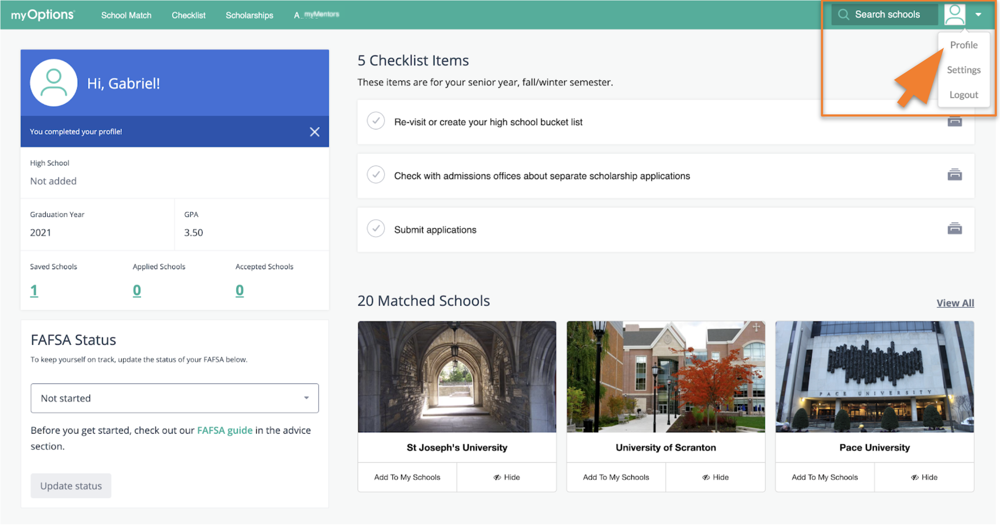 myOptions
School Match
Checklist
Scholarships
myMentors
Search schools
Profile
Settings
Logout
Hi, Gabriel!
You completed your profile!
High School
Not added
Graduation Year
GPA
2021
3.50
Saved Schools
Applied Schools
Accepted Schools
1
0
0
FAFSA Status
To keep yourself on track, update the status of your FAFSA below.
Not started
Before you get started, check out our FAFSA guide in the advice
section.
Update status
5 Checklist Items
These items are for your senior year, fall/winter semester.
Re-visit or create your high school bucket list
Check with admissions offices about separate scholarship applications
Submit applications
20 Matched Schools
View All
PACE UNIVERSITY
St Joseph's University
University of Scranton
Pace University
Add To My Schools
Hide
Add To My Schools
Hide
Add To My Schools
Hide